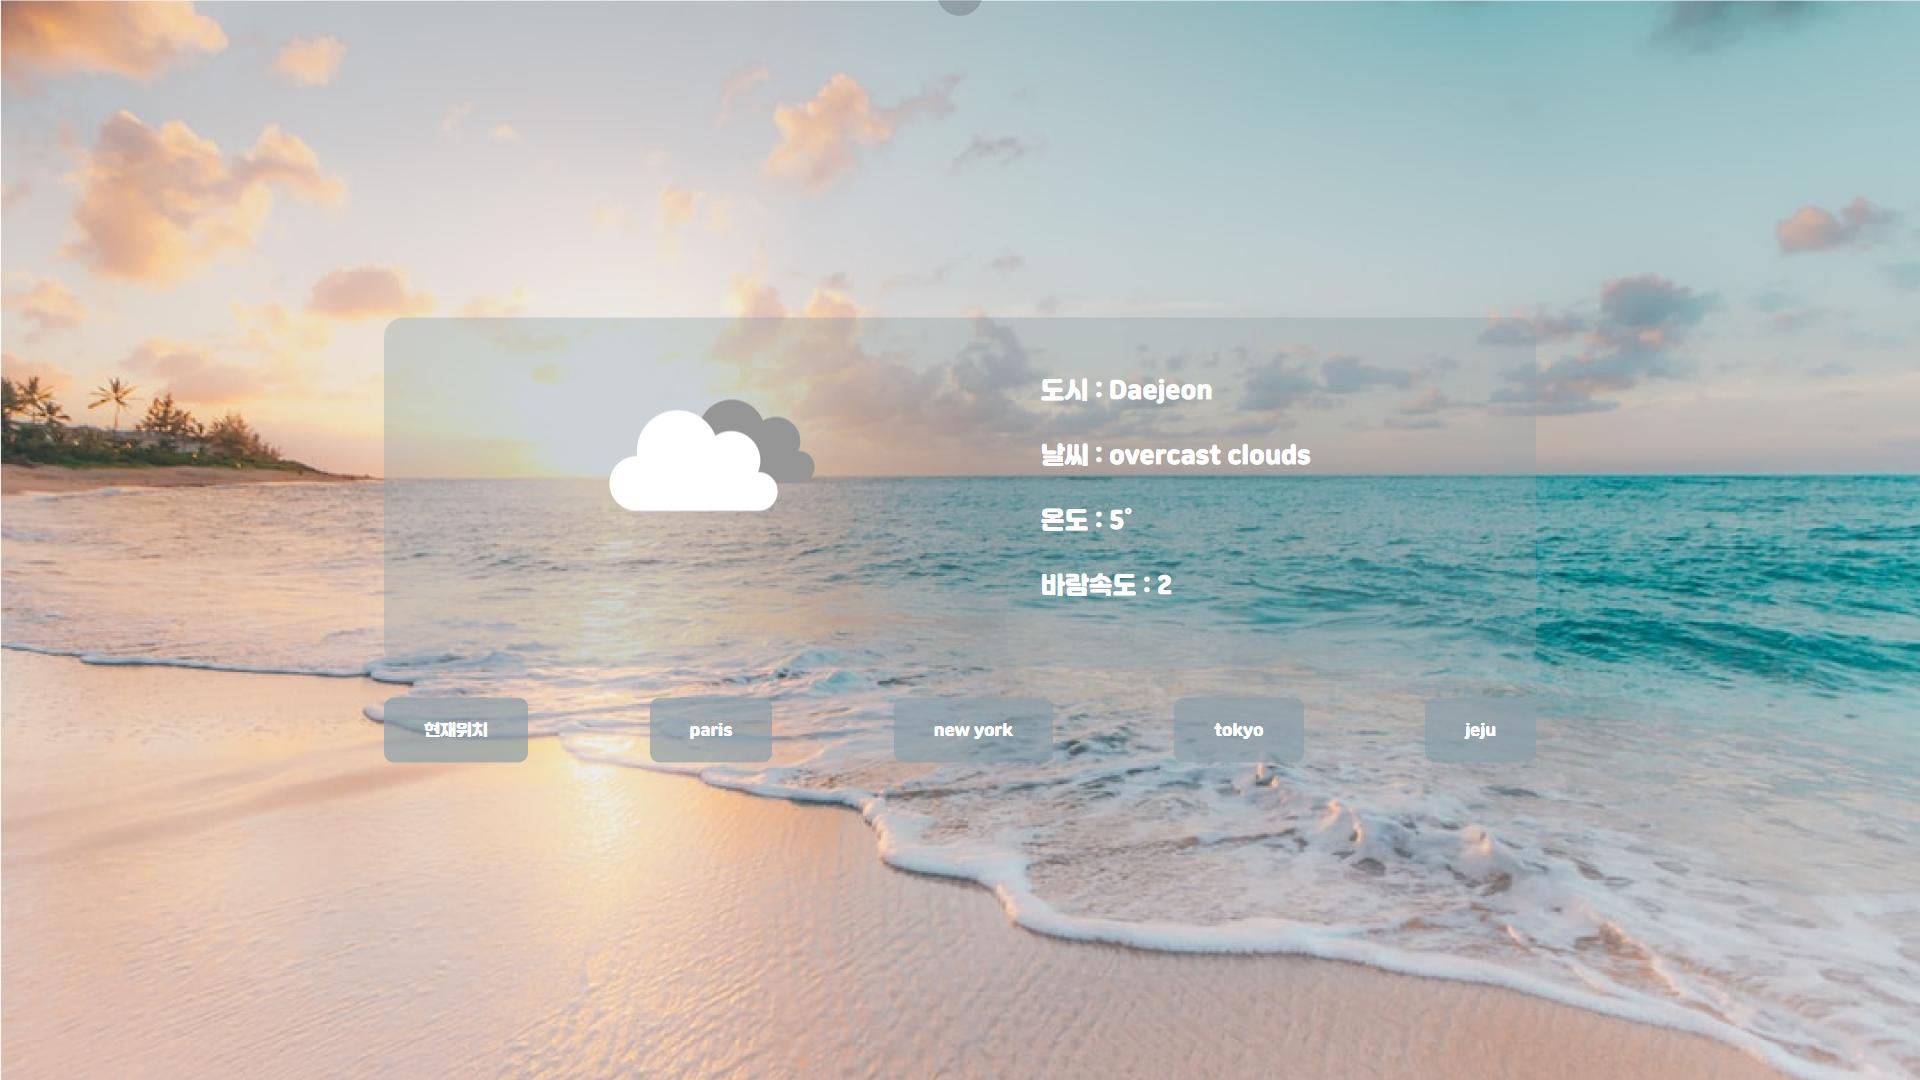 도시 : Daejeon
날씨 : overcast clouds
온도 : 5°
바람속도 : 2
현재위치
paris
new york
tokyo
jeju